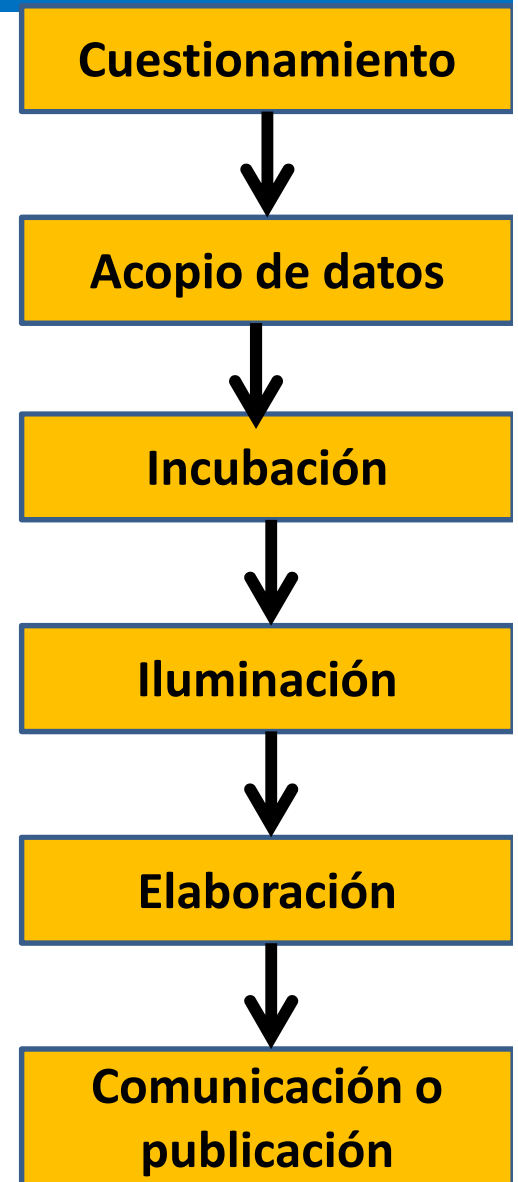 Cuestionamiento
Acopio de datos
Incubación
Iluminación
Elaboración
Comunicación o
publicación